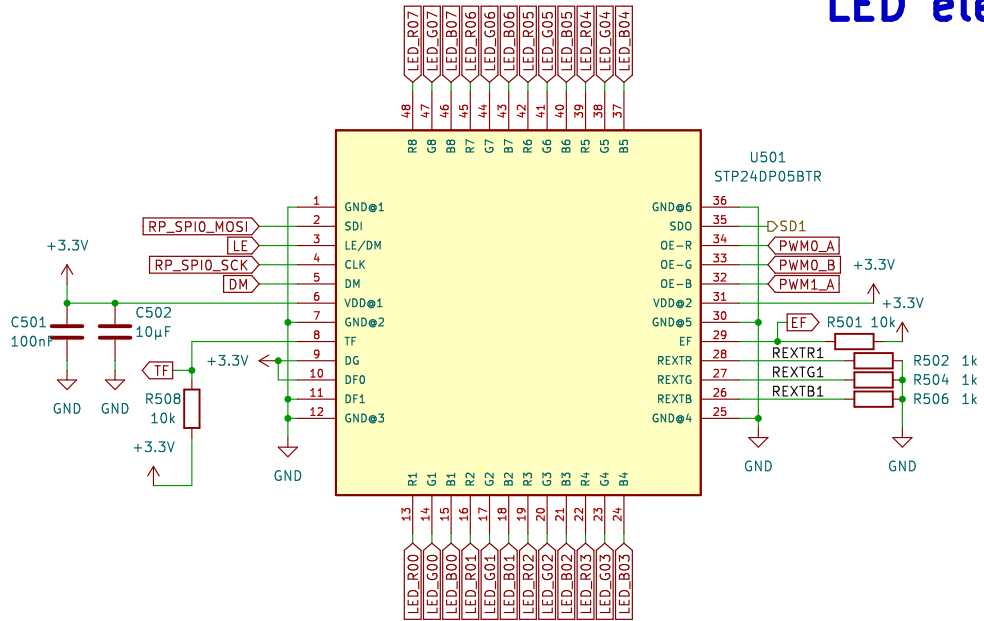 LED ele
LED_R07
LED_G07
LED_B07
LED_R06
LED_G06
LED_B06
LED_R05
LED_G05
LED_B05
LED_R04
LED_G04
LED_B04
48 47 46 45 44 43 42 41 40 39 38 37
R8 G8 B8 R7 G7 B7 R6 G6 B6 R5 G5 B5
U501
STP24DP05BTR
1 GND@1 GND@6 36
RP_SPI0_MOSI 2 SDI SDO 35 SD1
LE 3 LE/DM OE-R 34 PWM0_A
RP_SPI0_SCK 4 CLK OE-G 33 PWM0_B
DM 5 DM OE-B 32 PWM1_A
+3.3V 6 VDD@1 VDD@2 31 +3.3V
7 GND@2 GND@5 30
8 TF EF 29
+3.3V 9 DG REXTR 28 REXTR1
10 DF0 REXTG 27 REXTG1
11 DF1 REXTB 26 REXTB1
12 GND@3 GND@4 25
C501
100nF
C502
10µF
GND
GND
TF
R508
10k
+3.3V
GND
EF
R501 10k
+3.3V
R502 1k
R504 1k
R506 1k
GND
GND
R1 G1 B1 R2 G2 B2 R3 G3 B3 R4 G4 B4
13 14 15 16 17 18 19 20 21 22 23 24
LED_R00
LED_G00
LED_B00
LED_R01
LED_G01
LED_B01
LED_R02
LED_G02
LED_B02
LED_R03
LED_G03
LED_B03